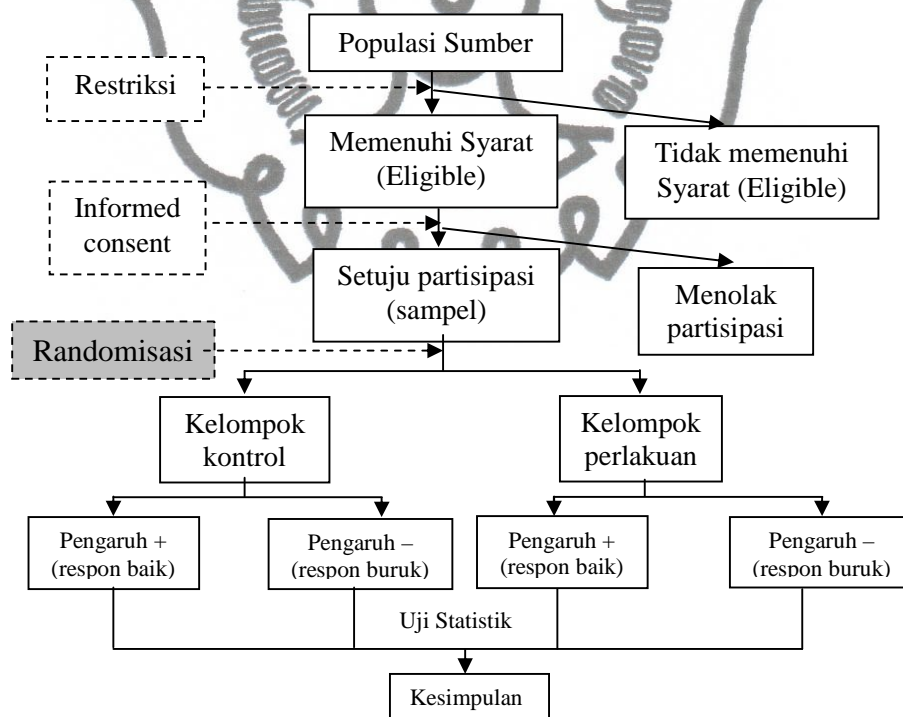 Populasi Sumber
Restriksi
Memenuhi Syarat
(Eligible)
Tidak memenuhi
Syarat (Eligible)
Informed
consent
Setuju partisipasi
(sampel)
Menolak
partisipasi
Randomisasi
Kelompok
kontrol
Kelompok
perlakuan
Pengaruh +
(respon baik)
Pengaruh –
(respon buruk)
Pengaruh +
(respon baik)
Pengaruh –
(respon buruk)
Uji Statistik
Kesimpulan